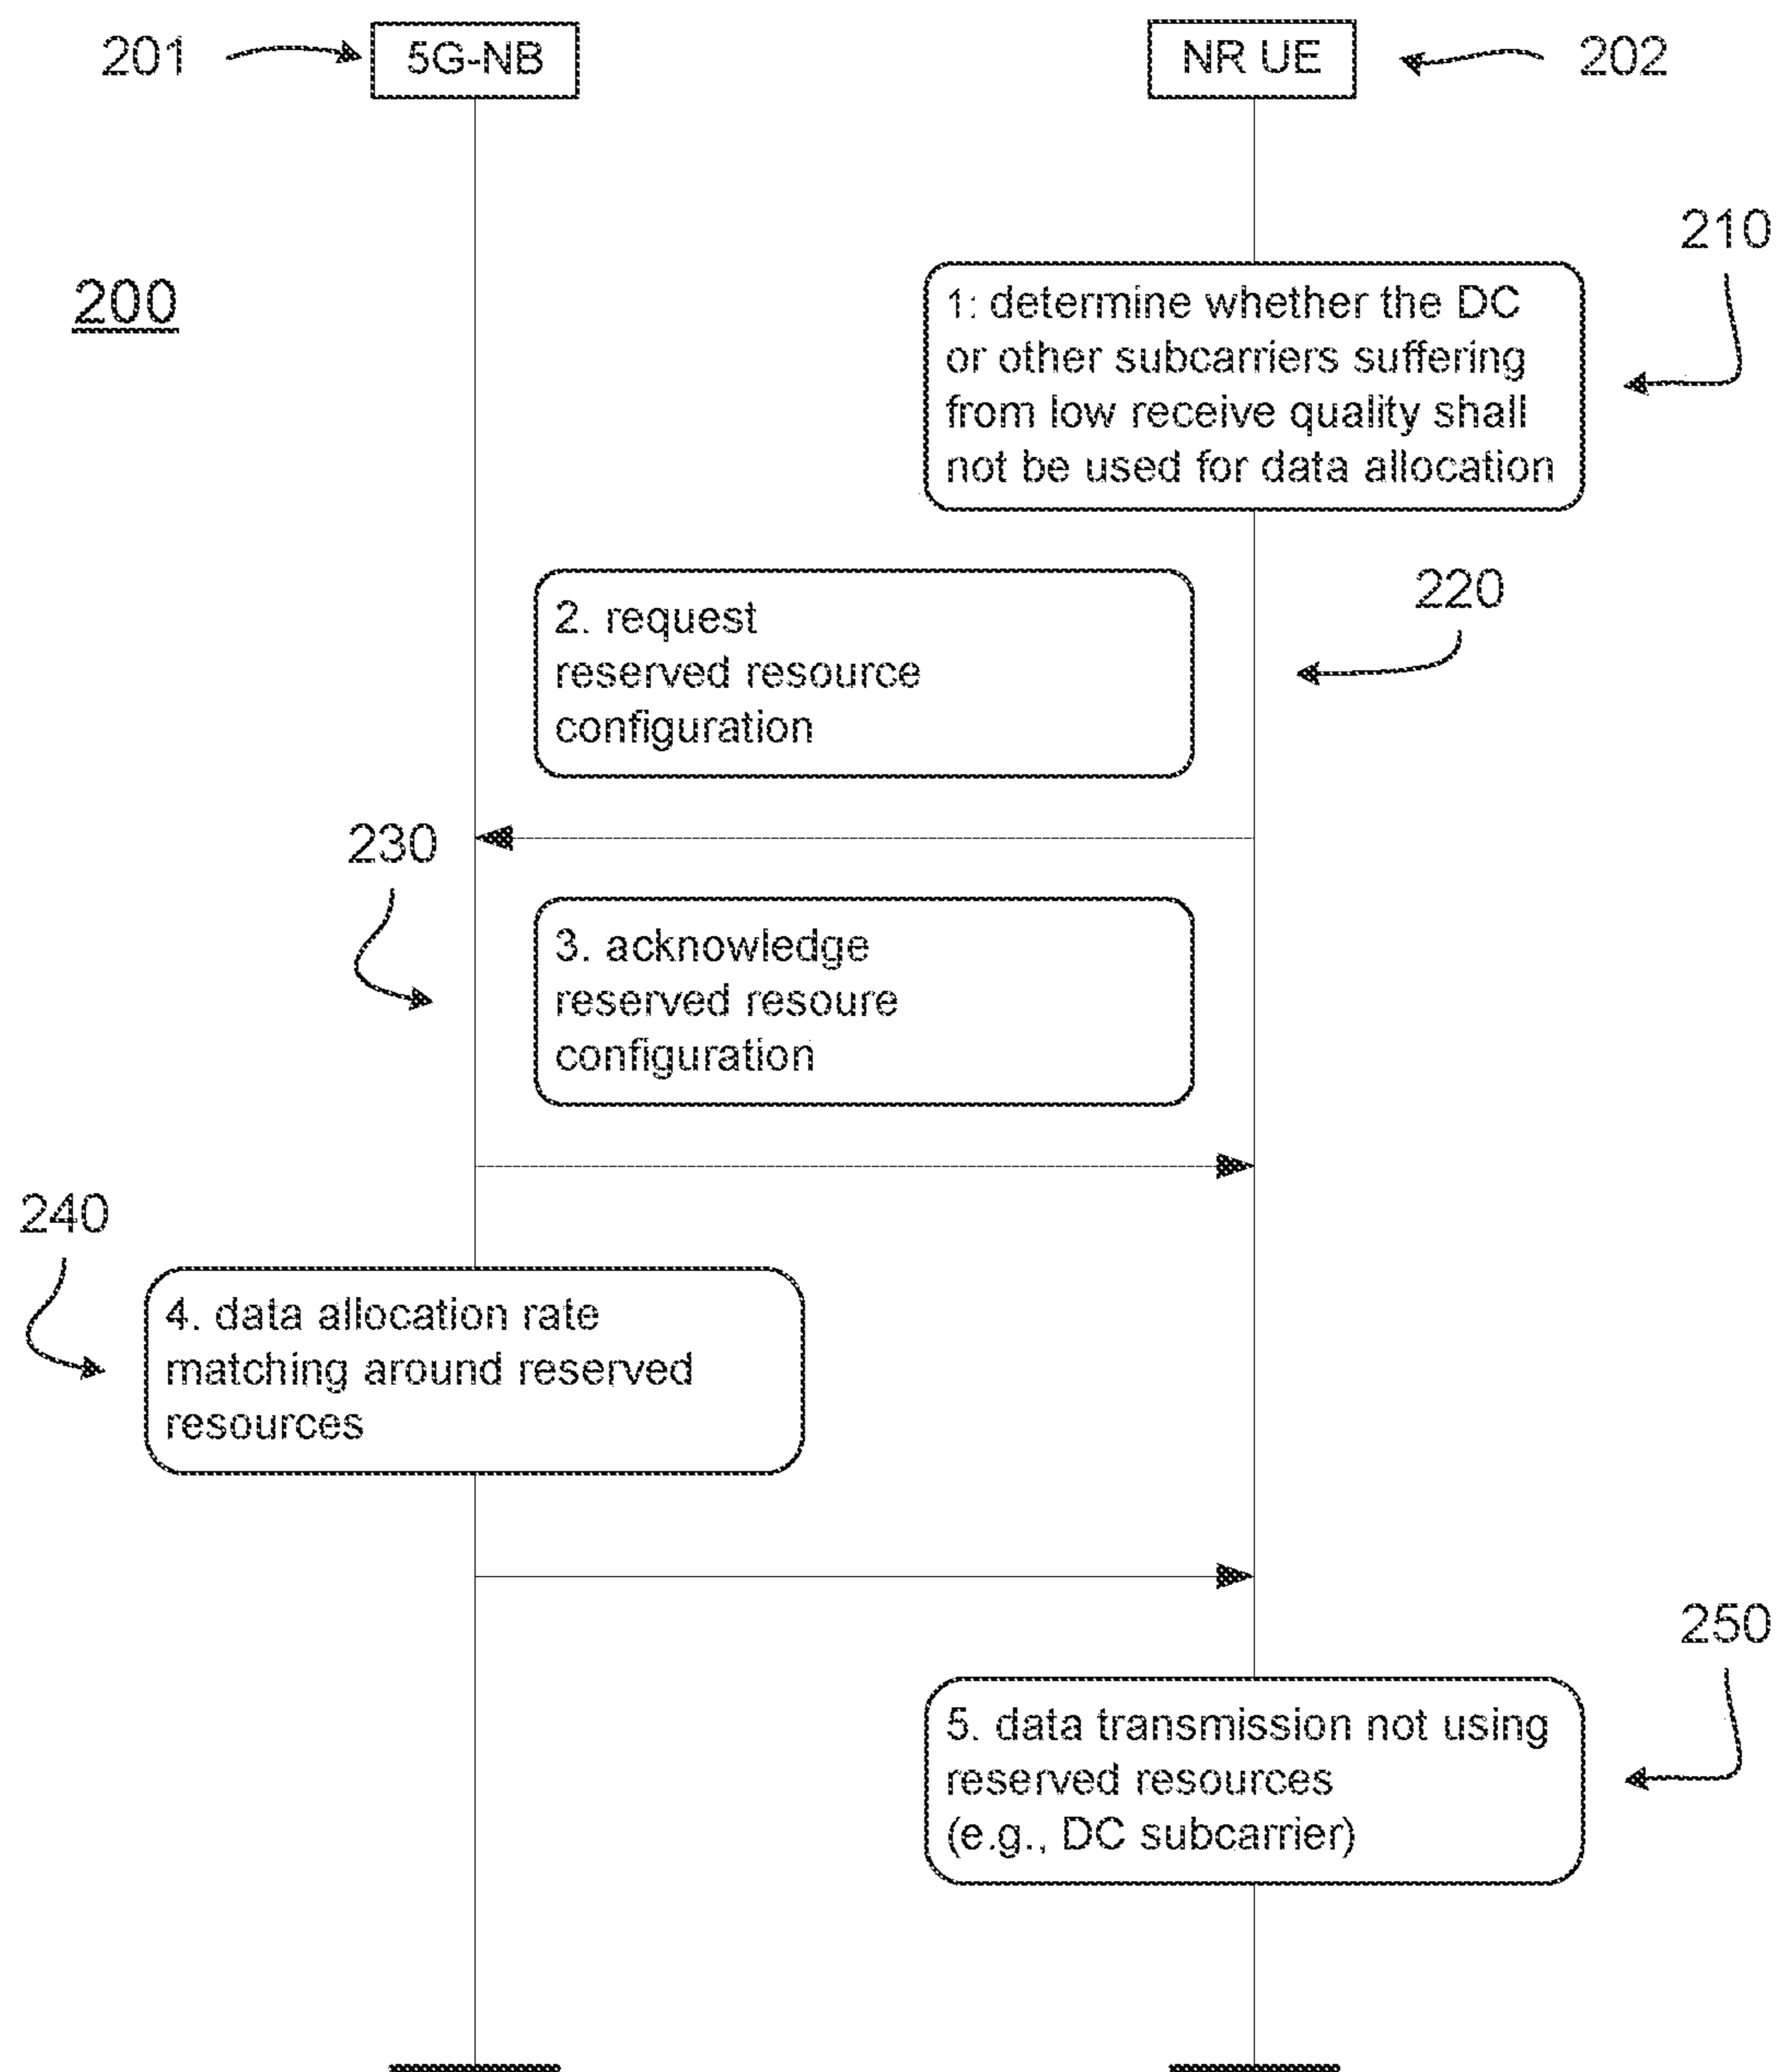 201
5G-NB
NR UE
202
210
200
1: determine whether the DC
or other subcarriers suffering
from low receive quality shall
not be used for data allocation
220
2. request
reserved resource
configuration
230
3. acknowledge
reserved resoure
configuration
240
4. data allocation rate
matching around reserved
resources
250
5. data transmission not using
reserved resources
(e.g., DC subcarrier)